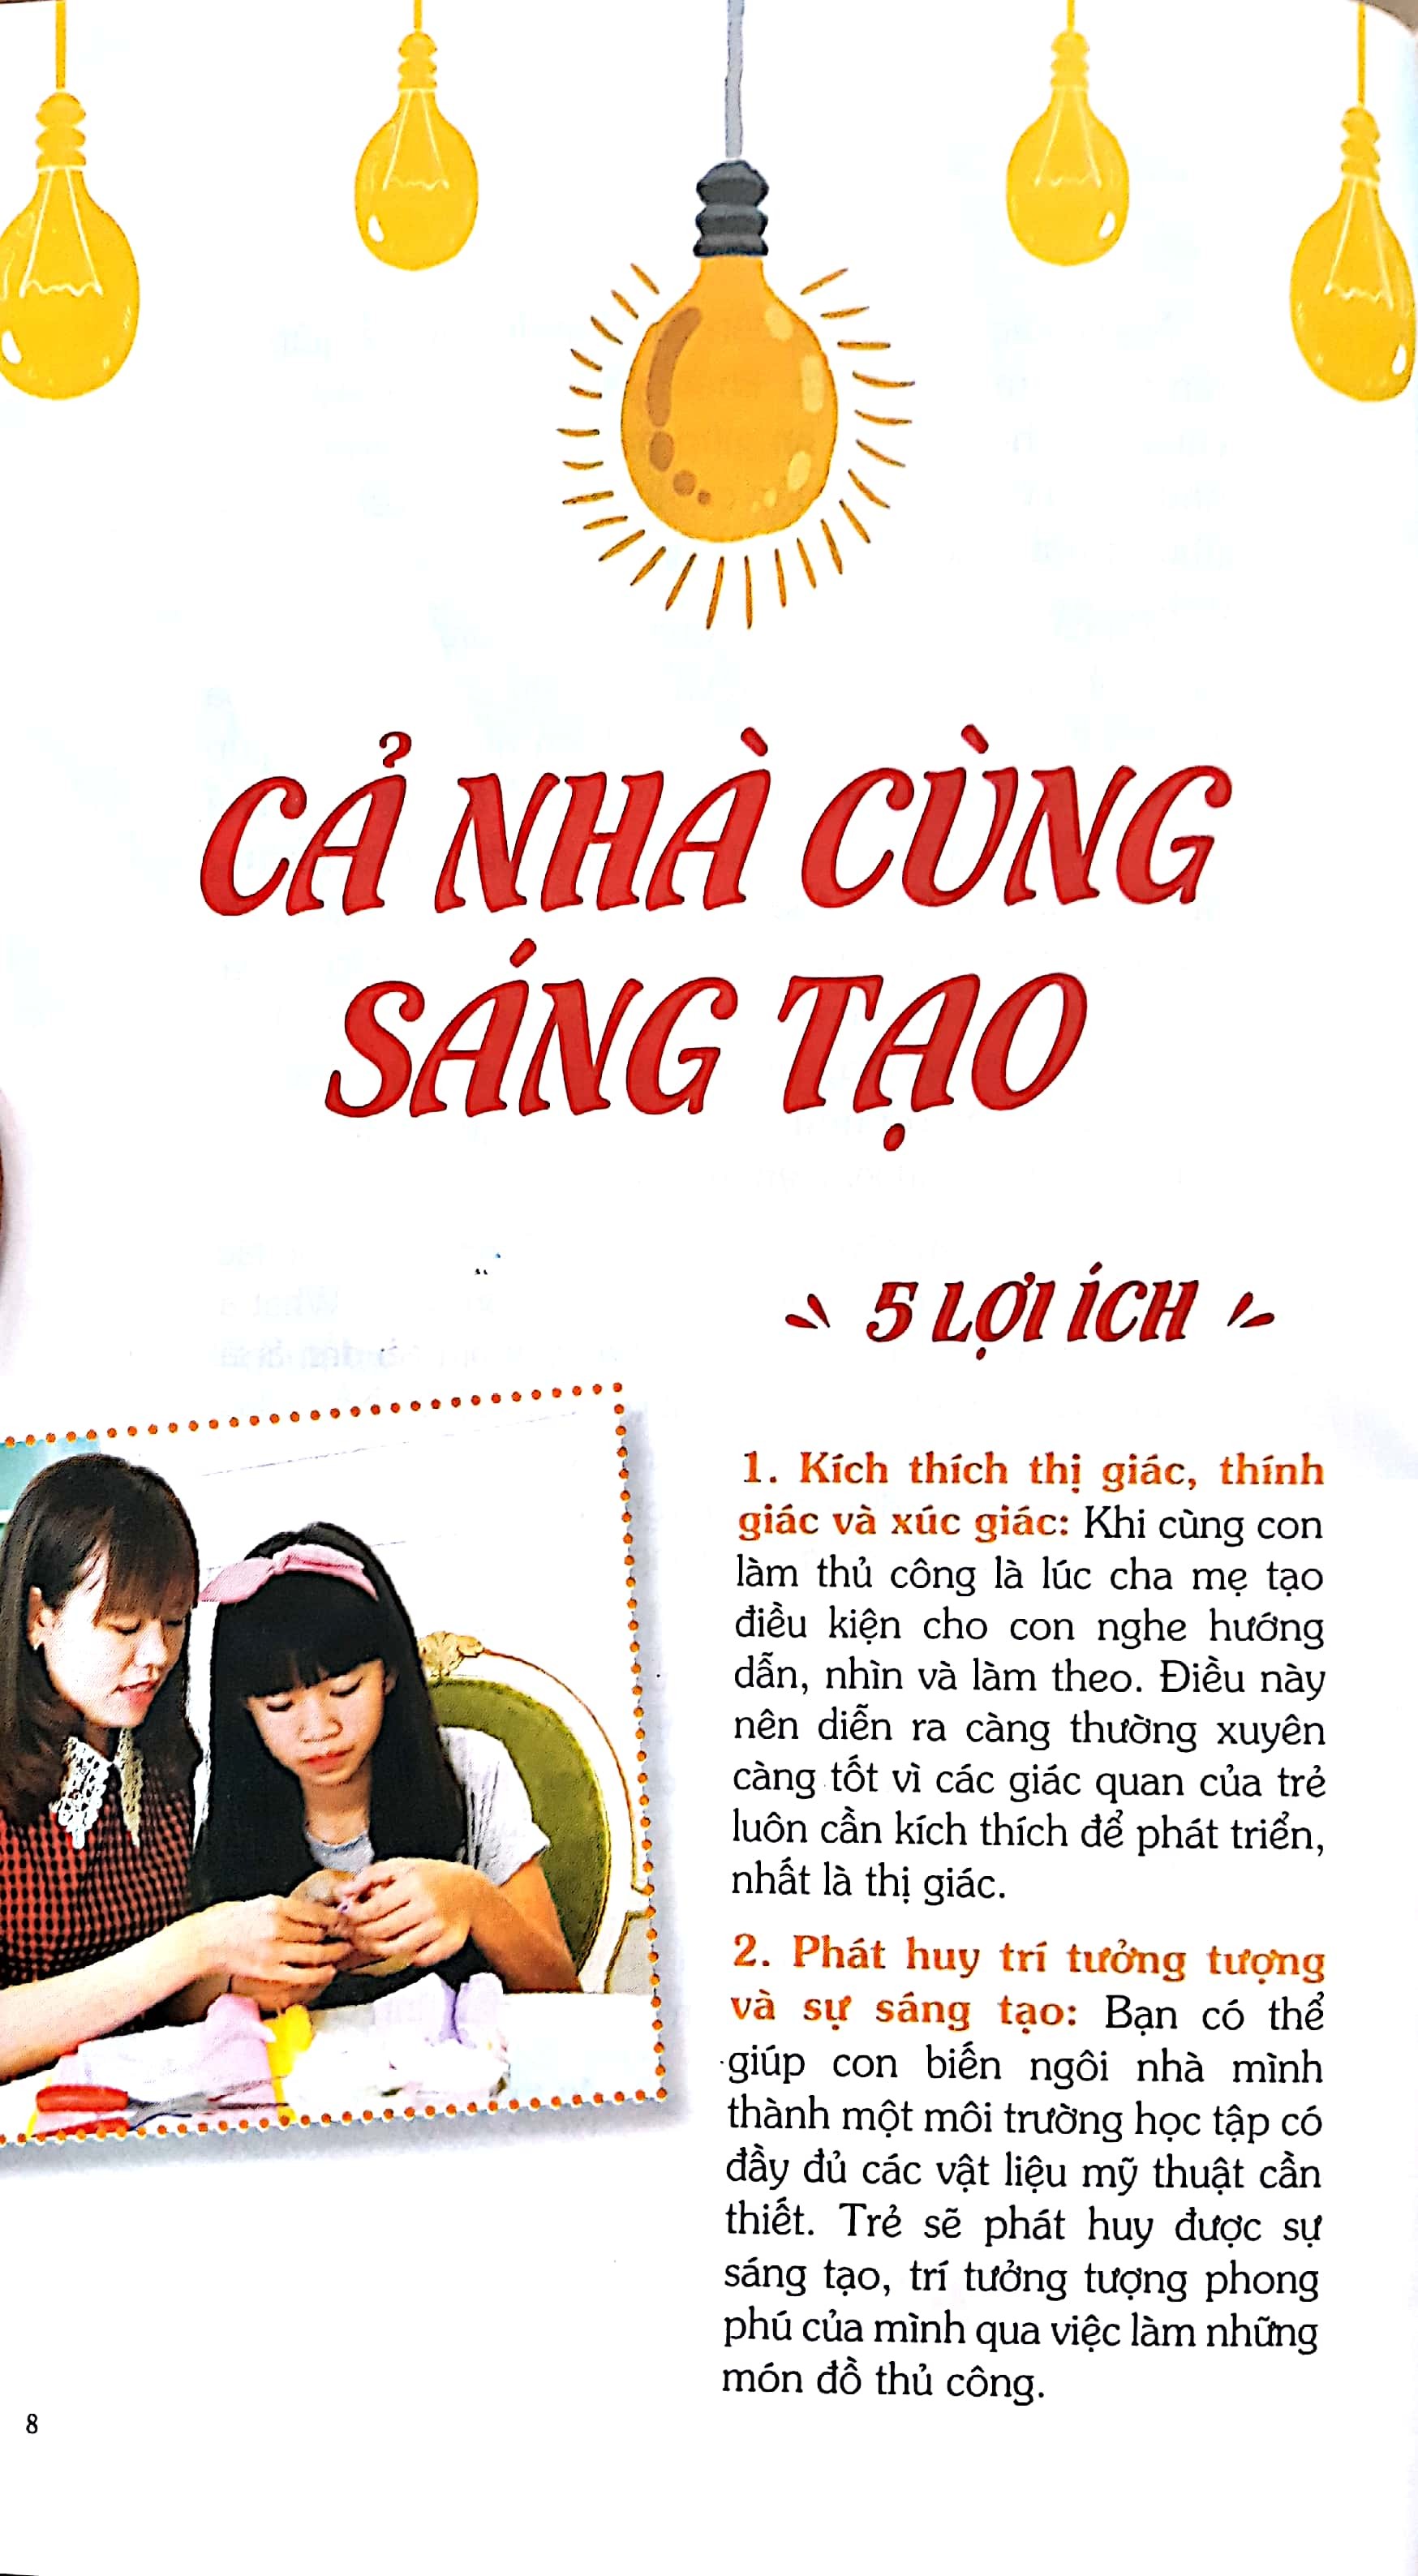 CẢ NHÀ CÙNG
SÁNG TẠO
5 LỢI ÍCH
1. Kích thích thị giác, thính
giác và xúc giác: Khi cùng con
làm thủ công là lúc cha mẹ tạo
điều kiện cho con nghe hướng
dẫn, nhìn và làm theo. Điều này
nên diễn ra càng thường xuyên
càng tốt vì các giác quan của trẻ
luôn cần kích thích để phát triển,
nhất là thị giác.
2. Phát huy trí tưởng tượng
và sự sáng tạo: Bạn có thể
giúp con biến ngôi nhà mình
thành một môi trường học tập có
đầy đủ các vật liệu mỹ thuật cần
thiết. Trẻ sẽ phát huy được sự
sáng tạo, trí tưởng tượng phong
phú của mình qua việc làm những
món đồ thủ công.
8